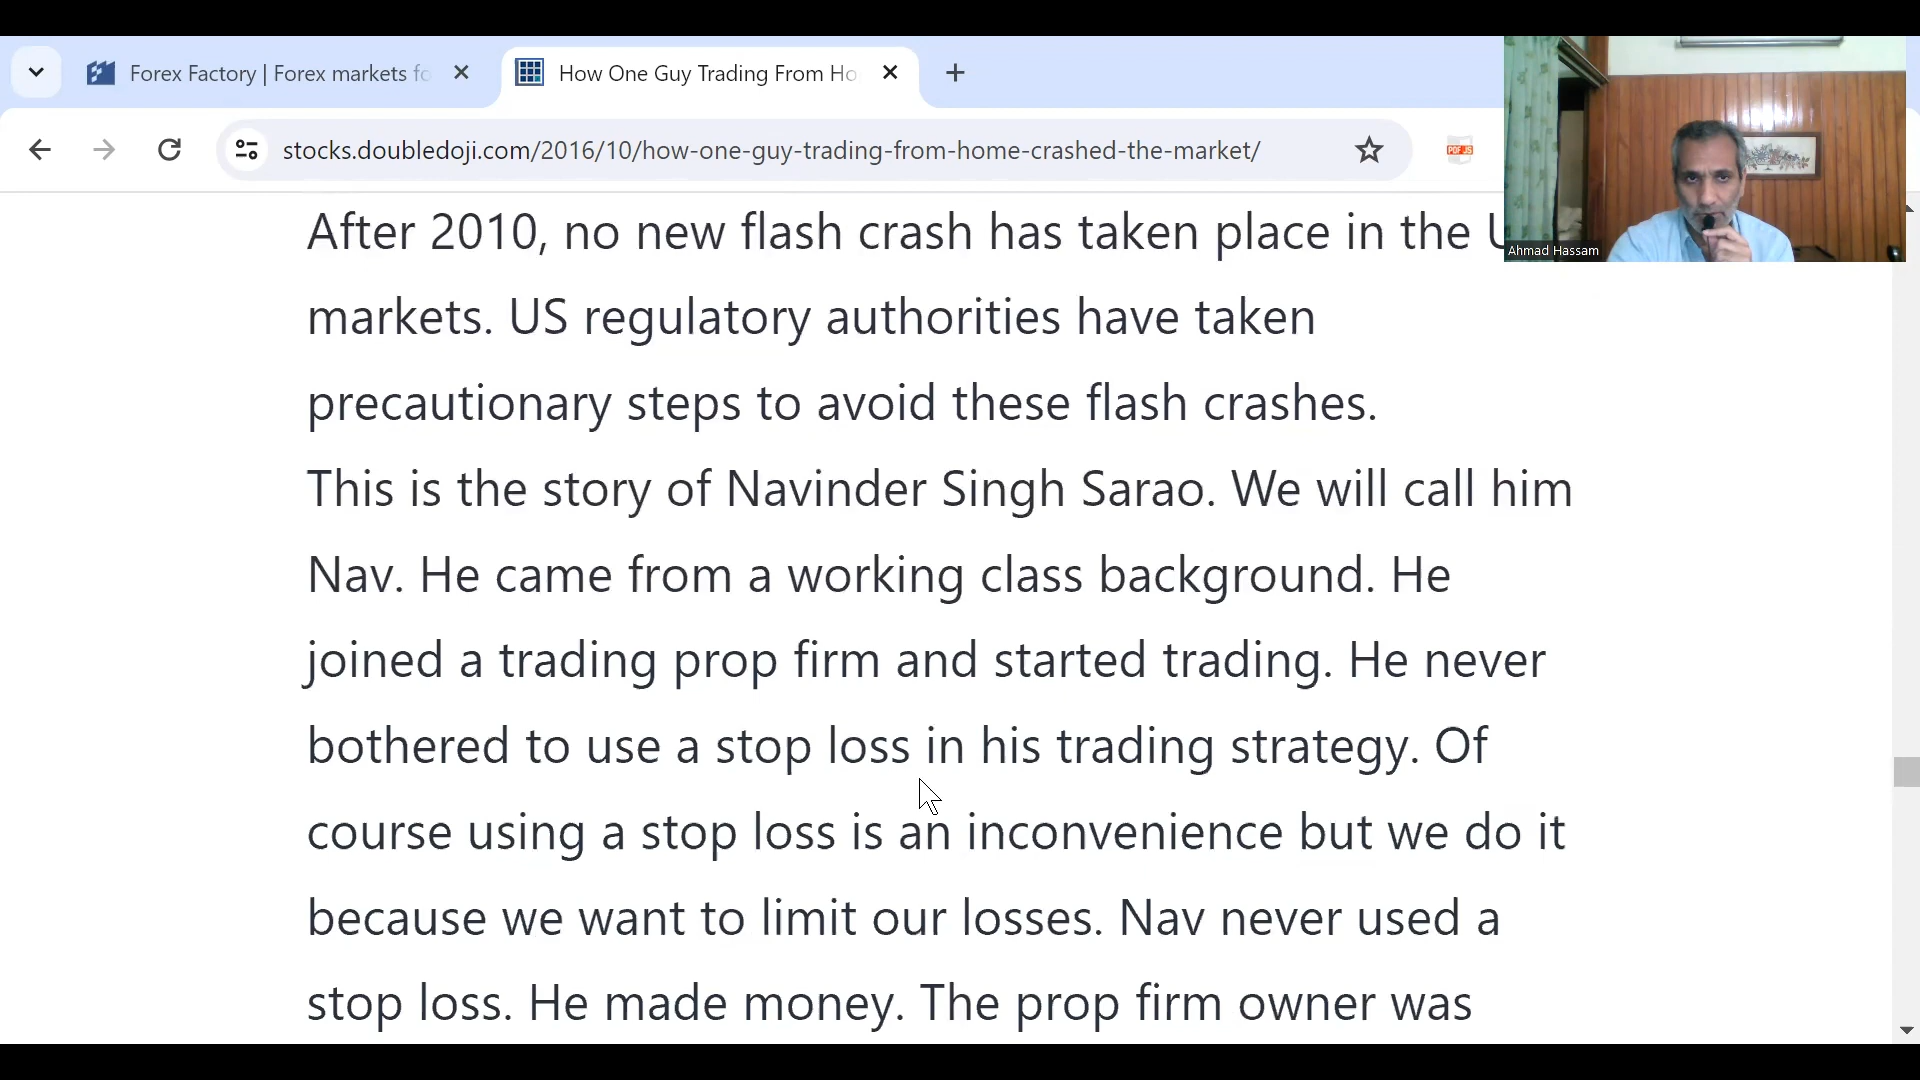 Forex Factory | Forex markets fo
How One Guy Trading From Ho
stocks.doubledoji.com/2016/10/how-one-guy-trading-from-home-crashed-the-market/
PDF JS
Ahmad Hassam
After 2010, no new flash crash has taken place in the
markets. US regulatory authorities have taken
precautionary steps to avoid these flash crashes.
This is the story of Navinder Singh Sarao. We will call him
Nav. He came from a working class background. He
joined a trading prop firm and started trading. He never
bothered to use a stop loss in his trading strategy. Of
course using a stop loss is an inconvenience but we do it
because we want to limit our losses. Nav never used a
stop loss. He made money. The prop firm owner was